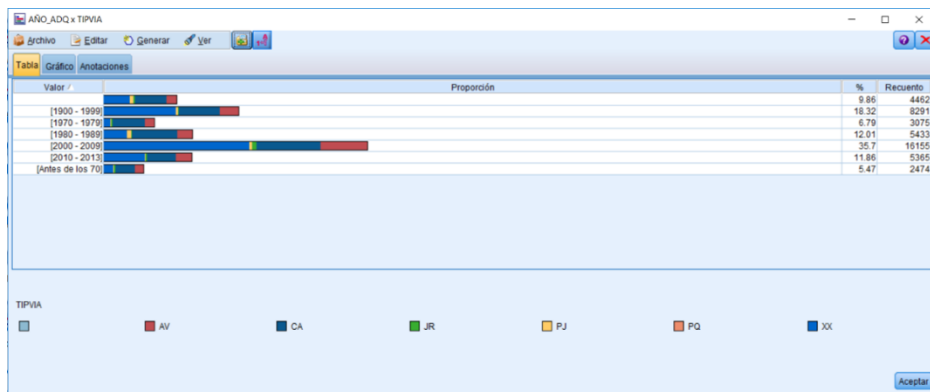 AÑO_ADQ x TIPVIA
Archivo Editar Generar Ver
Tabla Gráfico Anotaciones
Valor Proporción % Recuento
9.86 4462
[1900 - 1999] 18.32 8291
[1970 - 1979] 6.79 3075
[1980 - 1989] 12.01 5433
[2000 - 2009] 35.7 16155
[2010 - 2013] 11.86 5365
[Antes de los 70] 5.47 2474
TIPVIA
AV CA JR PJ PQ XX
Aceptar